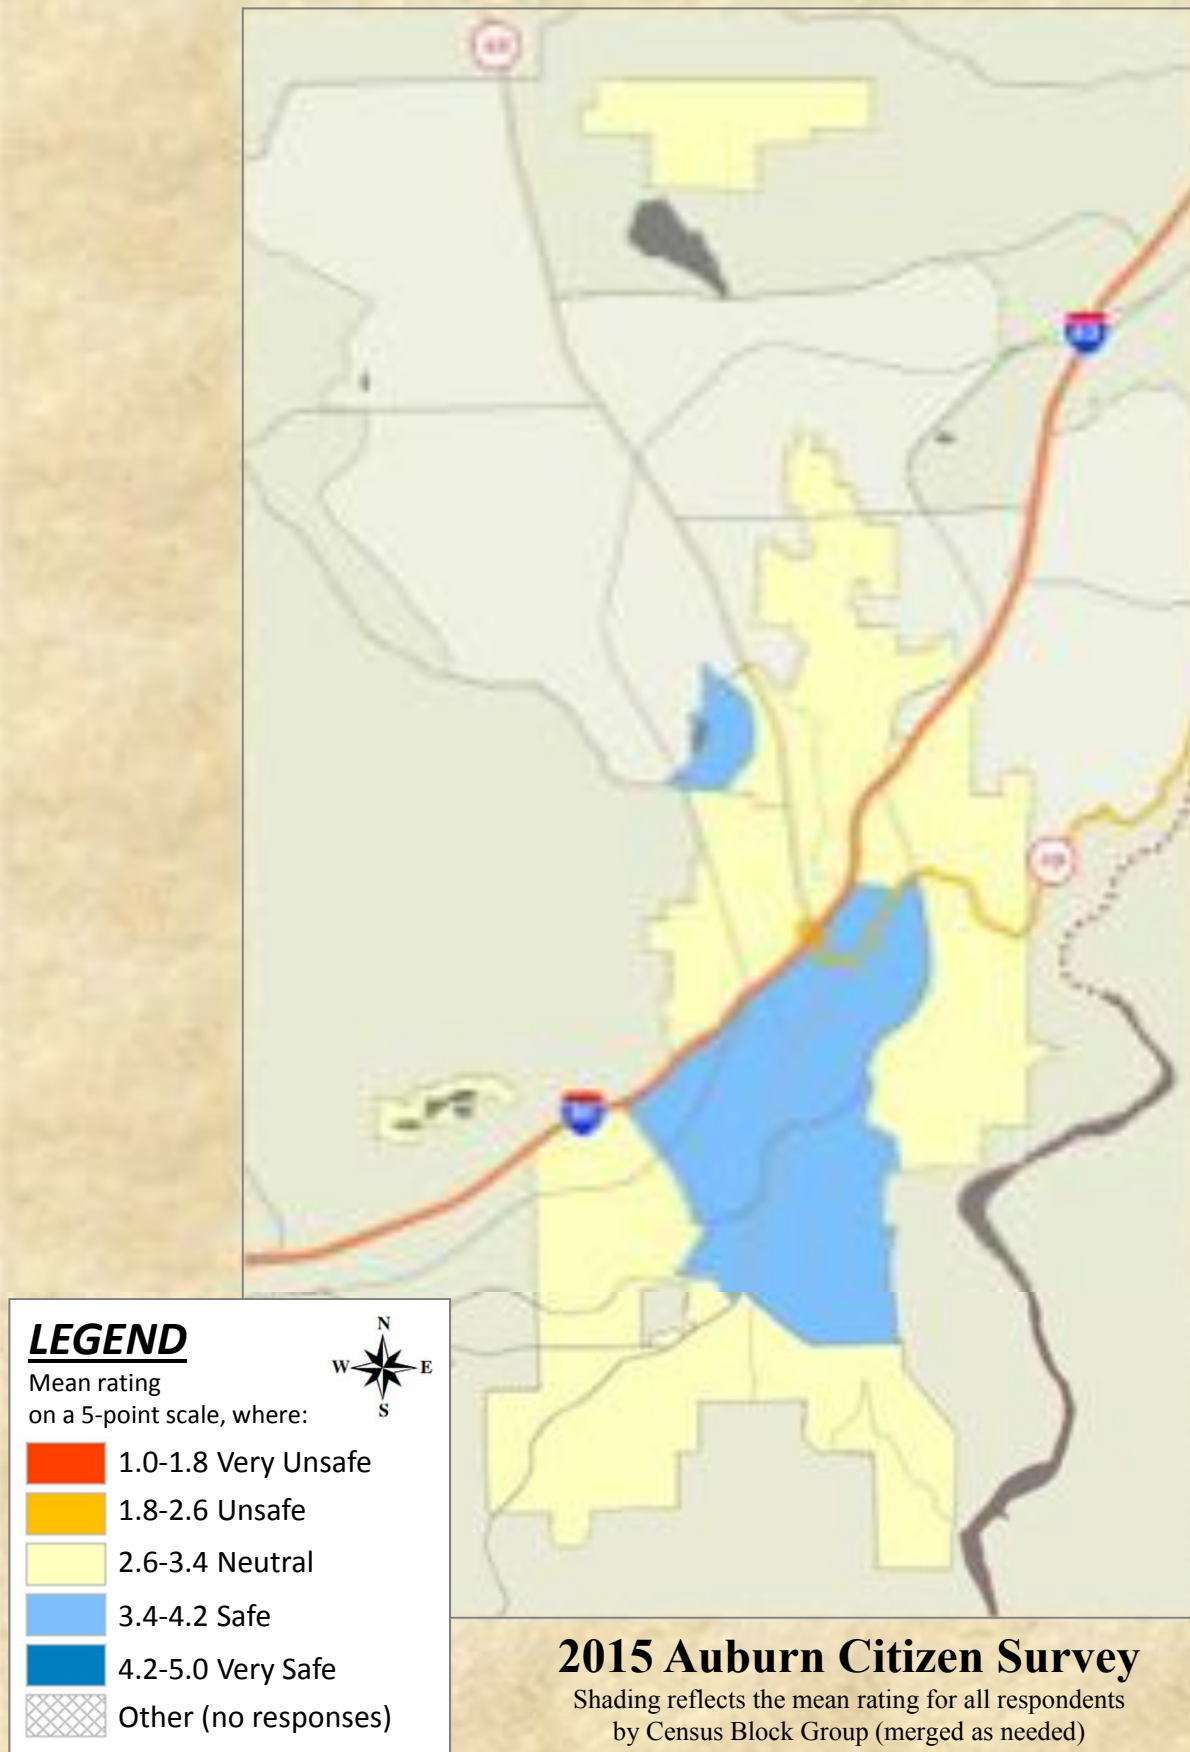 LEGEND
N
W E
S
Mean rating
on a 5-point scale, where:
1.0-1.8 Very Unsafe
1.8-2.6 Unsafe
2.6-3.4 Neutral
3.4-4.2 Safe
4.2-5.0 Very Safe
Other (no responses)
2015 Auburn Citizen Survey
Shading reflects the mean rating for all respondents
by Census Block Group (merged as needed)